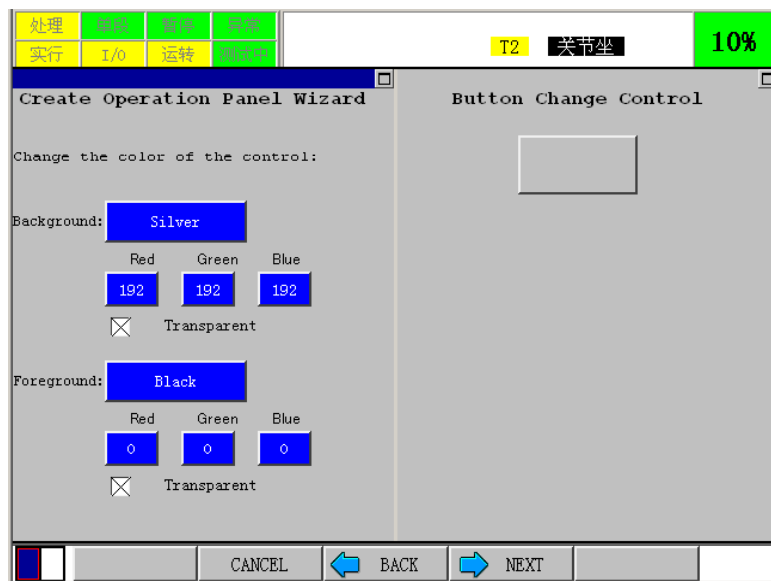 处理 单段 暂停 异常
实行 I/O 运转 测试中
T2 关节坐 10%
Create Operation Panel Wizard
Change the color of the control:
Background: Silver
Red Green Blue
192 192 192
Transparent
Foreground: Black
Red Green Blue
0 0 0
Transparent
Button Change Control
CANCEL BACK NEXT